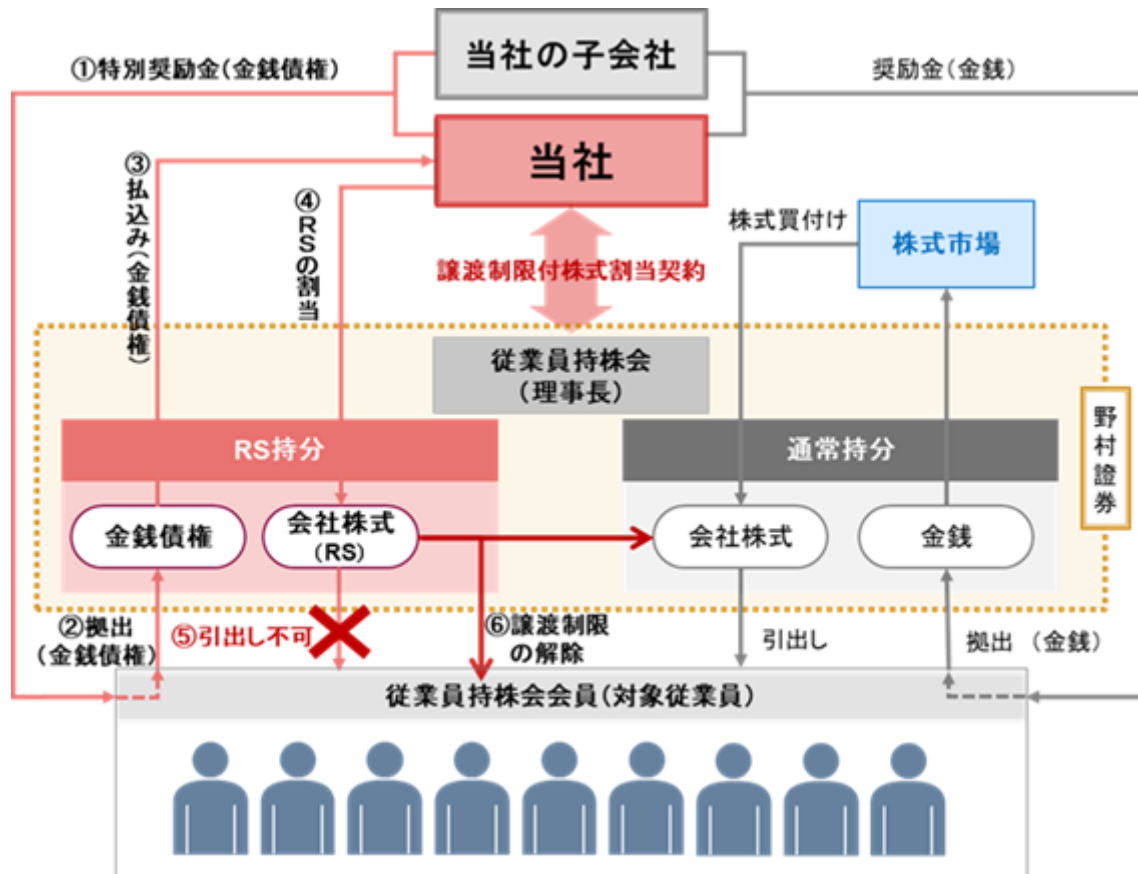 当社の子会社
①特別奨励金(金銭債権)
奨励金(金銭)
当社
③払込み(金銭債権)
④RSの割当
株式買付け
株式市場
譲渡制限付株式割当契約
従業員持株会
(理事長)
野村證券
RS持分
通常持分
金銭債権
会社株式
(RS)
会社株式
金銭
②拠出
(金銭債権)
⑤引出し不可
⑥譲渡制限
の解除
引出し
拠出 (金銭)
従業員持株会会員(対象従業員)